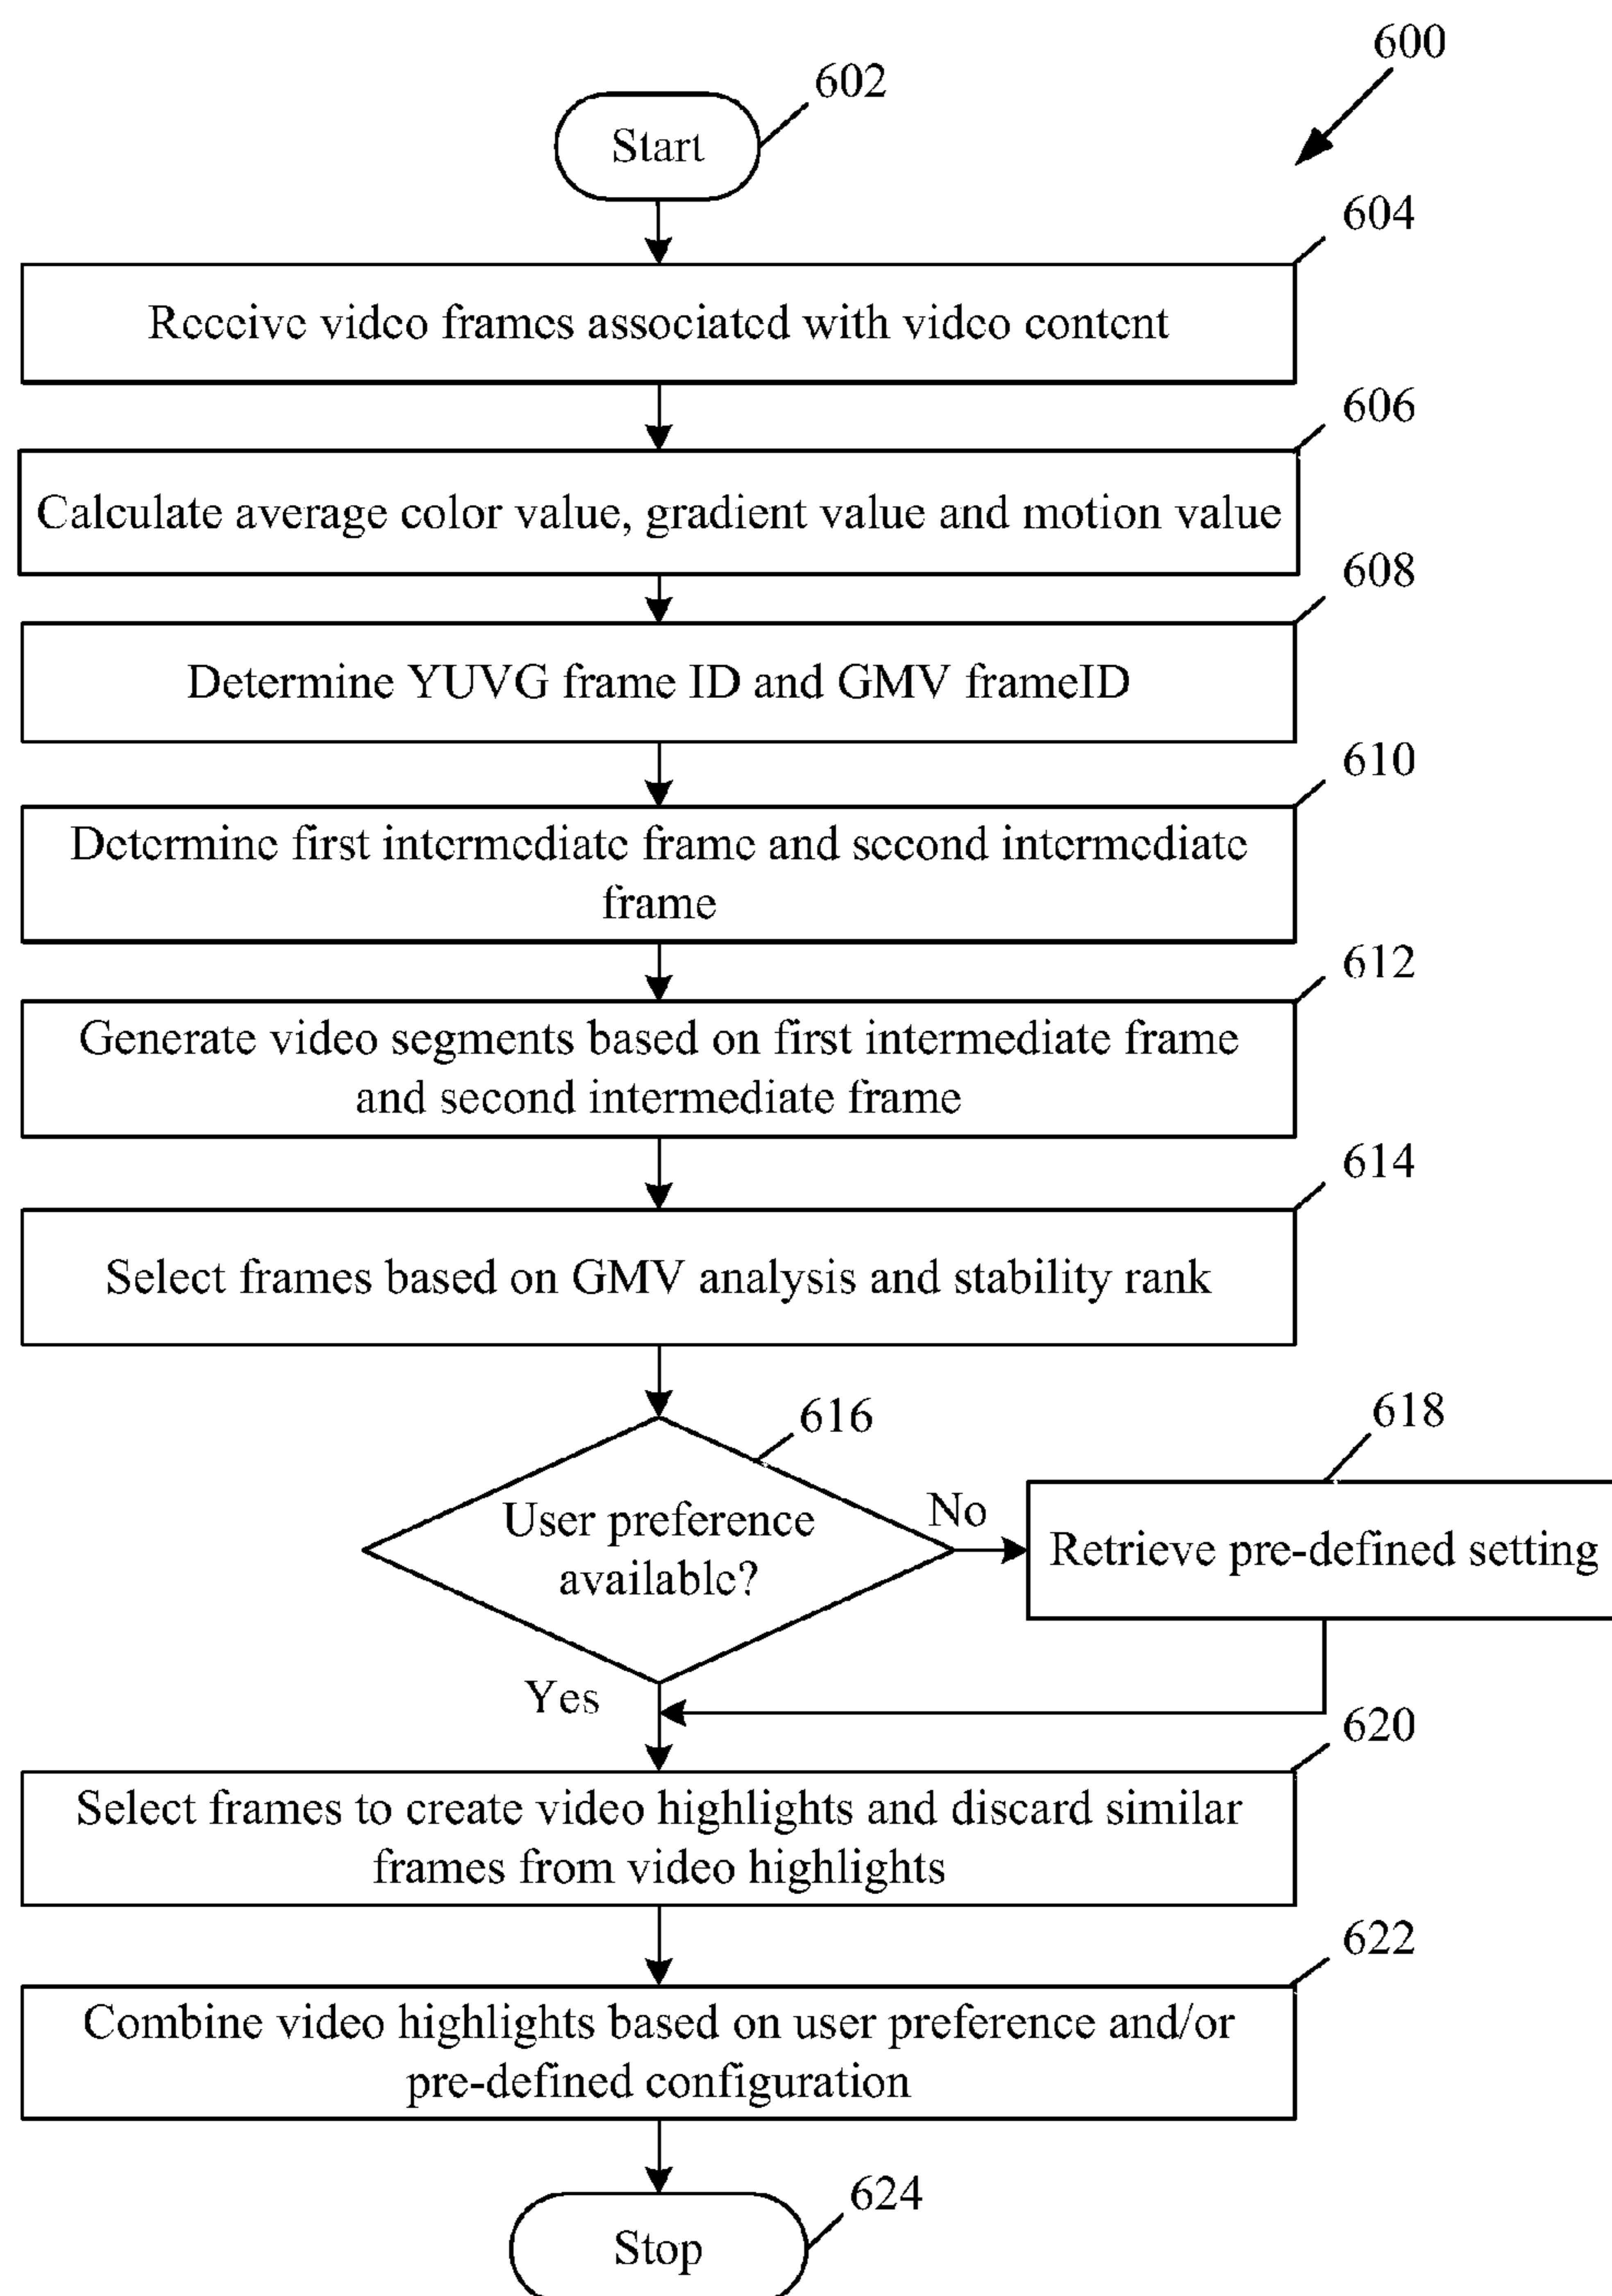 600
602
Start
604
Receive video frames associated with video content
606
Calculate average color value, gradient value and motion value
608
Determine YUVG frame ID and GMV frameID
610
Determine first intermediate frame and second intermediate
frame
612
Generate video segments based on first intermediate frame
and second intermediate frame
614
Select frames based on GMV analysis and stability rank
616
618
User preference
available?
No
Retrieve pre-defined setting
Yes
620
Select frames to create video highlights and discard similar
frames from video highlights
622
Combine video highlights based on user preference and/or
pre-defined configuration
624
Stop